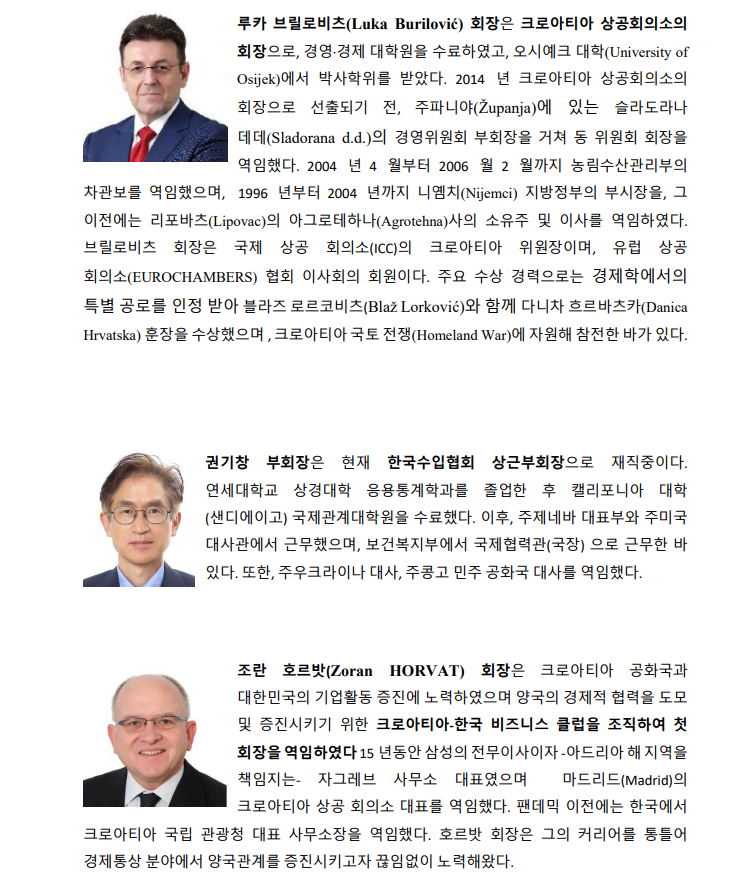 루카 브릴로비츠(Luka Burilović) 회장은 크로아티아 상공회의소의
회장으로, 경영·경제 대학원을 수료하였고, 오시예크 대학(University of
Osijek)에서 박사학위를 받았다. 2014 년 크로아티아 상공회의소의
회장으로 선출되기 전, 주파니야(Županja)에 있는 슬라도라나
데데(Sladorana d.d.)의 경영위원회 부회장을 거쳐 동 위원회 회장을
역임했다. 2004 년 4 월부터 2006 월 2 월까지 농림수산관리부의
차관보를 역임했으며, 1996 년부터 2004 년까지 니옘치(Nijemci) 지방정부의 부시장을, 그
이전에는 리포바츠(Lipovac)의 아그로테하나(Agrotehna)사의 소유주 및 이사를 역임하였다.
브릴로비츠 회장은 국제 상공 회의소(ICC)의 크로아티아 위원장이며, 유럽 상공
회의소(EUROCHAMBERS) 협회 이사회의 회원이다. 주요 수상 경력으로는 경제학에서의
특별 공로를 인정 받아 블라즈 로르코비츠(Blaž Lorković)와 함께 다니차 흐르바츠카(Danica
Hrvatska) 훈장을 수상했으며 , 크로아티아 국토 전쟁(Homeland War)에 자원해 참전한 바가 있다.
권기창 부회장은 현재 한국수입협회 상근부회장으로 재직중이다.
연세대학교 상경대학 응용통계학과를 졸업한 후 캘리포니아 대학
(샌디에이고) 국제관계대학원을 수료했다. 이후, 주제네바 대표부와 주미국
대사관에서 근무했으며, 보건복지부에서 국제협력관(국장) 으로 근무한 바
있다. 또한, 주우크라이나 대사, 주콩고 민주 공화국 대사를 역임했다.
조란 호르밧(Zoran HORVAT) 회장은 크로아티아 공화국과
대한민국의 기업활동 증진에 노력하였으며 양국의 경제적 협력을 도모
및 증진시키기 위한 크로아티아-한국 비즈니스 클럽을 조직하여 첫
회장을 역임하였다 15 년동안 삼성의 전무이사이자 -아드리아 해 지역을
책임지는- 자그레브 사무소 대표였으며 마드리드(Madrid)의
크로아티아 상공 회의소 대표를 역임했다. 팬데믹 이전에는 한국에서
크로아티아 국립 관광청 대표 사무소장을 역임했다. 호르밧 회장은 그의 커리어를 통틀어
경제통상 분야에서 양국관계를 증진시키고자 끊임없이 노력해왔다.